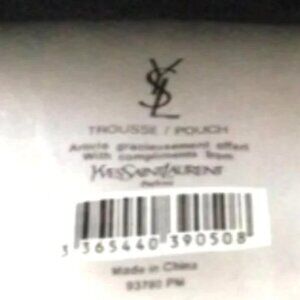 YSL
TROUSSE / POUCH
Article gracieusement offert
With compliments from
YVESSAINTLAURENT
Parfums
3 365440 390508
Made in China
93780 PM